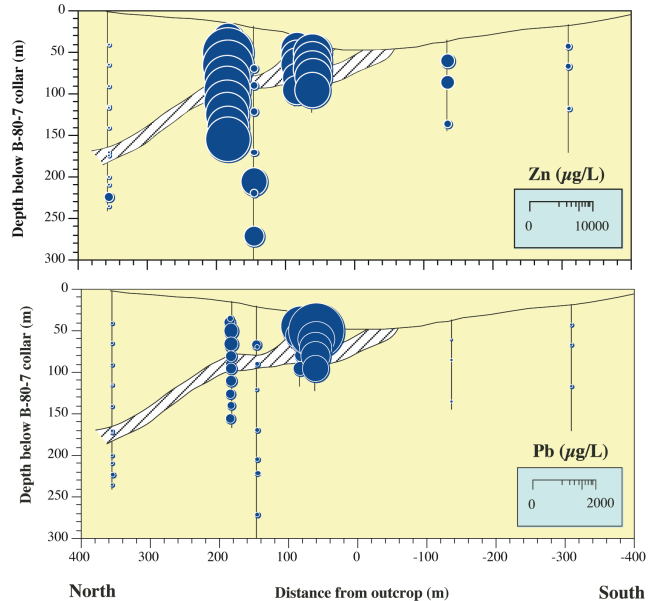 0
50
100
150
200
250
300
Depth below B-80-7 collar (m)
Zn (µg/L)
0 10000
0
50
100
150
200
250
300
Depth below B-80-7 collar (m)
Pb (µg/L)
0 2000
400 300 200 100 0 -100 -200 -300 -400
North Distance from outcrop (m) South